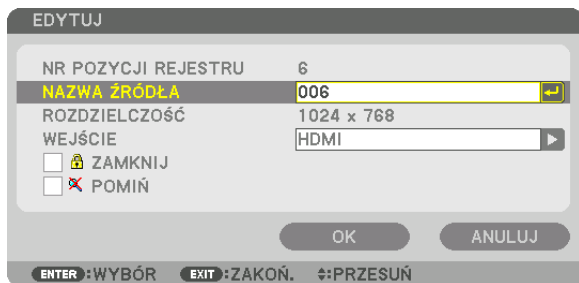 EDYTUJ
NR POZYCJI REJESTRU 6
NAZWA ŹRÓDŁA 006
ROZDZIELCZOŚĆ 1024 x 768
WEJŚCIE HDMI
ZAMKNIJ
POMIŃ
OK ANULUJ
ENTER:WYBÓR EXIT:ZAKOŃ. :PRZESUŃ